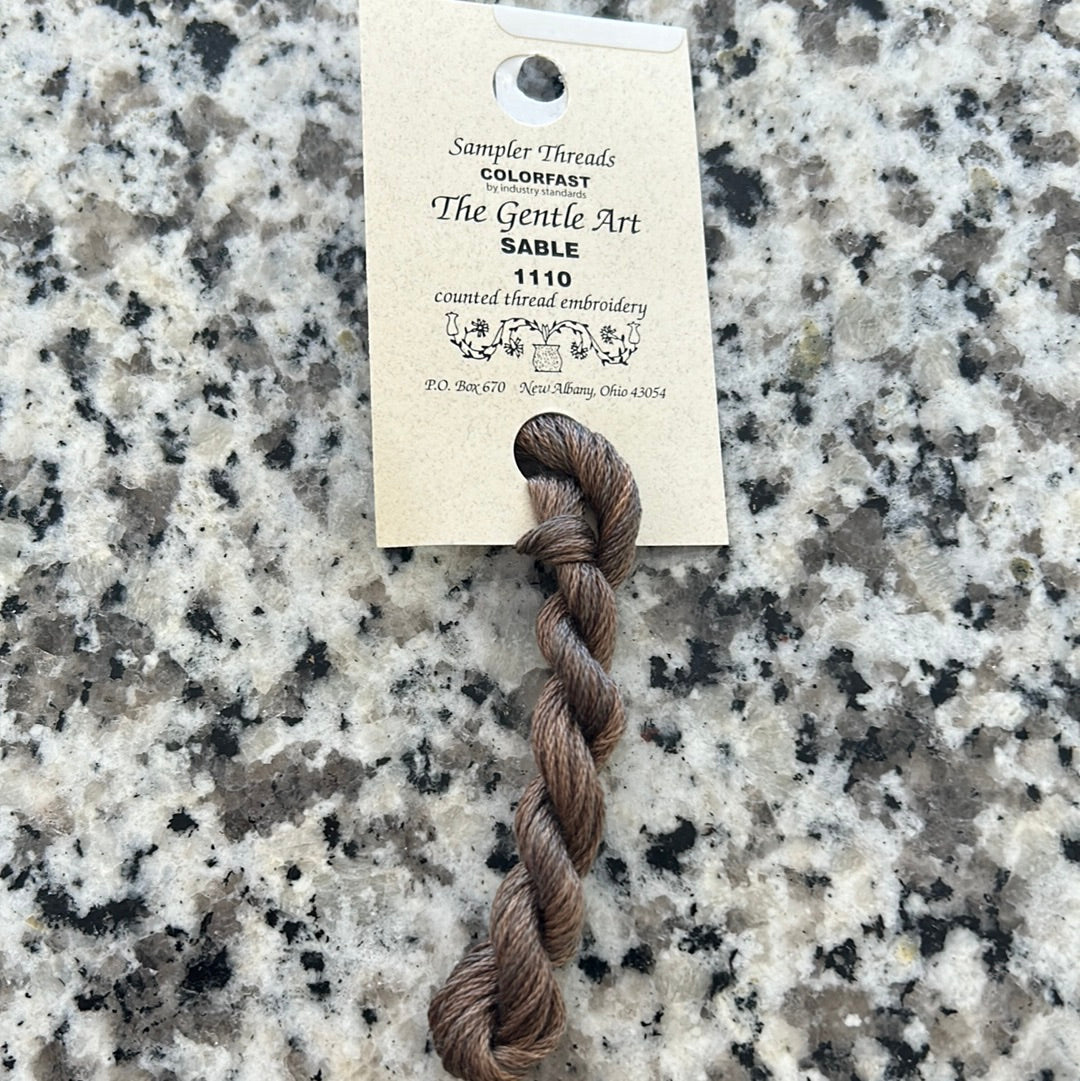 Sampler Threads
COLORFAST
by industry standards
The Gentle Art
SABLE
1110
counted thread embroidery
P.O. Box 670 New Albany, Ohio 43054